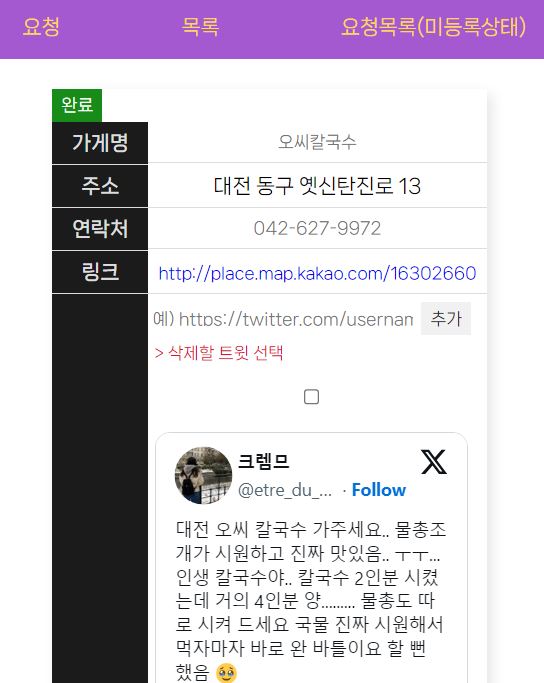 요청 목록 요청목록(미등록상태)
완료
가게명 오씨칼국수
주소 대전 동구 옛신탄진로 13
연락처 042-627-9972
링크 http://place.map.kakao.com/16302660
예) https://twitter.com/usernam 추가
> 삭제할 트윗 선택
크렘므
@etre_du_... · Follow
대전 오씨 칼국수 가주세요.. 물총조
개가 시원하고 진짜 맛있음.. ㅜㅜ...
인생 칼국수야.. 칼국수 2인분 시켰
는데 거의 4인분 양......... 물총도 따
로 시켜 드세요 국물 진짜 시원해서
먹자마자 바로 완 바틀이요 할 뻔
했음 🥹